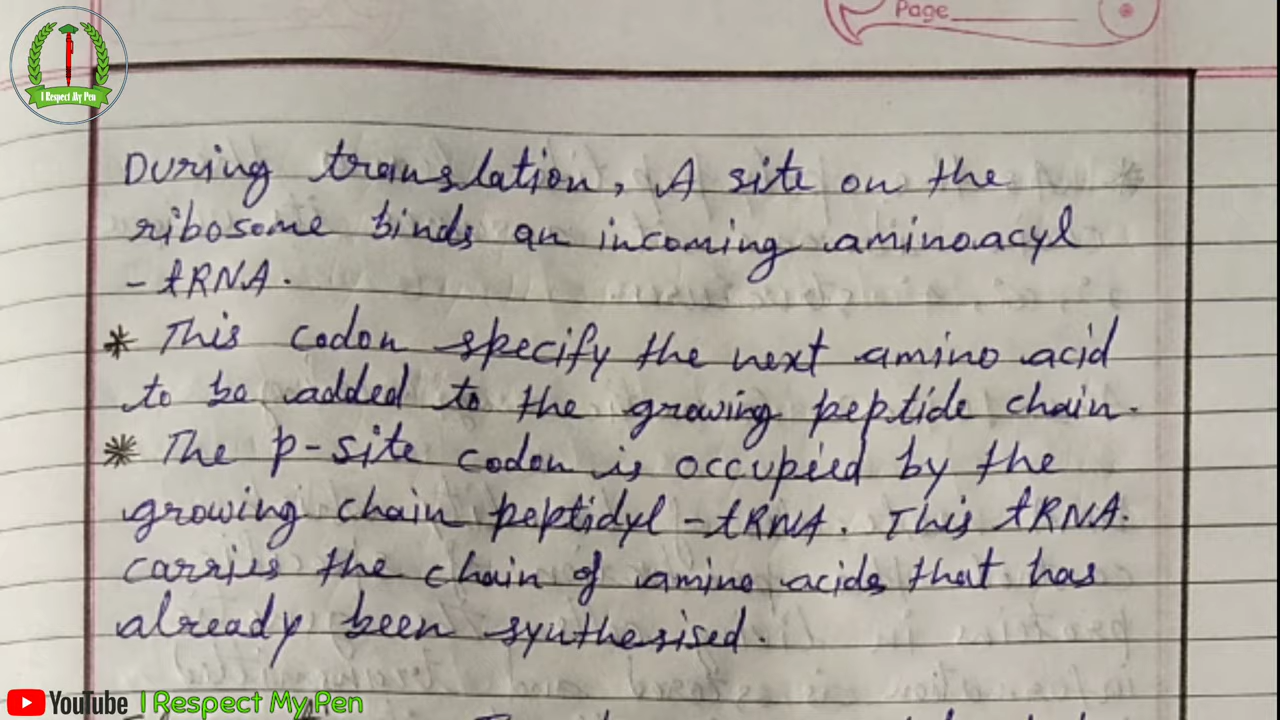 Page
I Respect My Pen
During translation, A site on the
ribosome binds an incoming aminoacyl
- tRNA.
* This codon specify the next amino acid
to be added to the growing peptide chain.
* The p-site codon is occupied by the
growing chain peptidyl - tRNA. This tRNA.
carries the chain of amino acids that has
already been synthesised.
YouTube I Respect My Pen